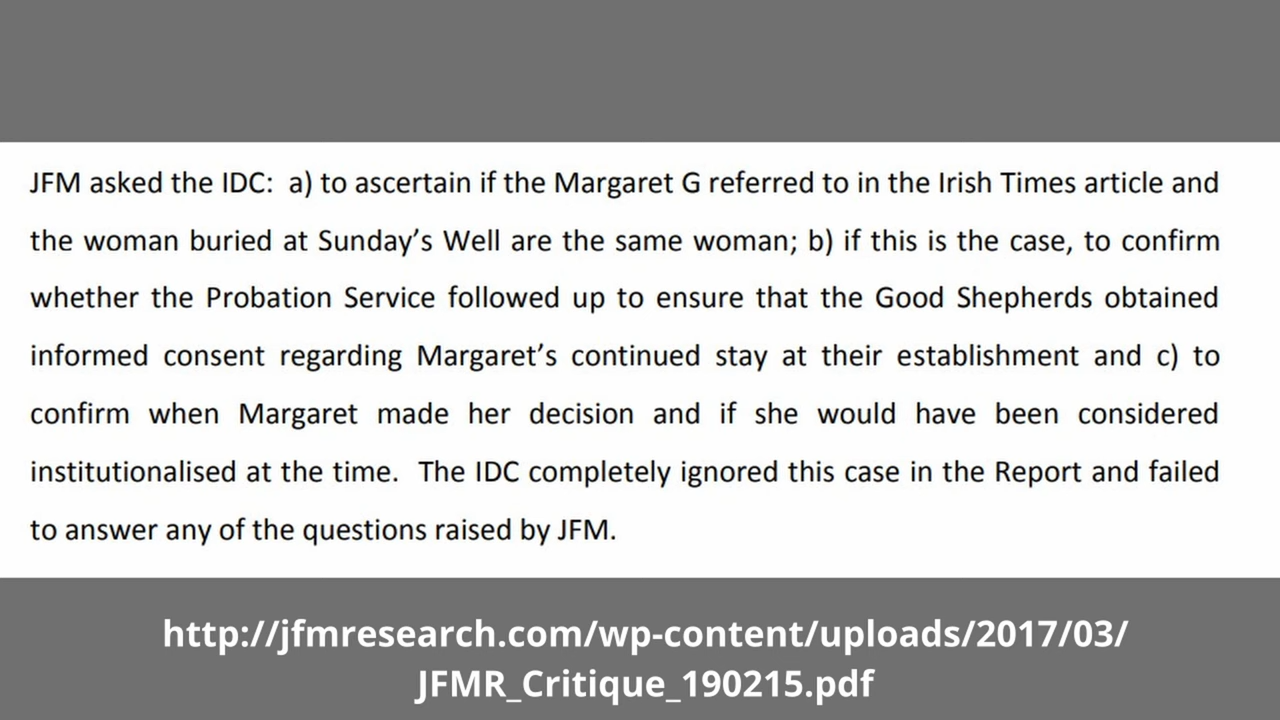 JFM asked the IDC:  a) to ascertain if the Margaret G referred to in the Irish Times article and
the woman buried at Sunday’s Well are the same woman; b) if this is the case, to confirm
whether the Probation Service followed up to ensure that the Good Shepherds obtained
informed consent regarding Margaret’s continued stay at their establishment and c) to
confirm when Margaret made her decision and if she would have been considered
institutionalised at the time.  The IDC completely ignored this case in the Report and failed
to answer any of the questions raised by JFM.
http://jfmresearch.com/wp-content/uploads/2017/03/
JFMR_Critique_190215.pdf